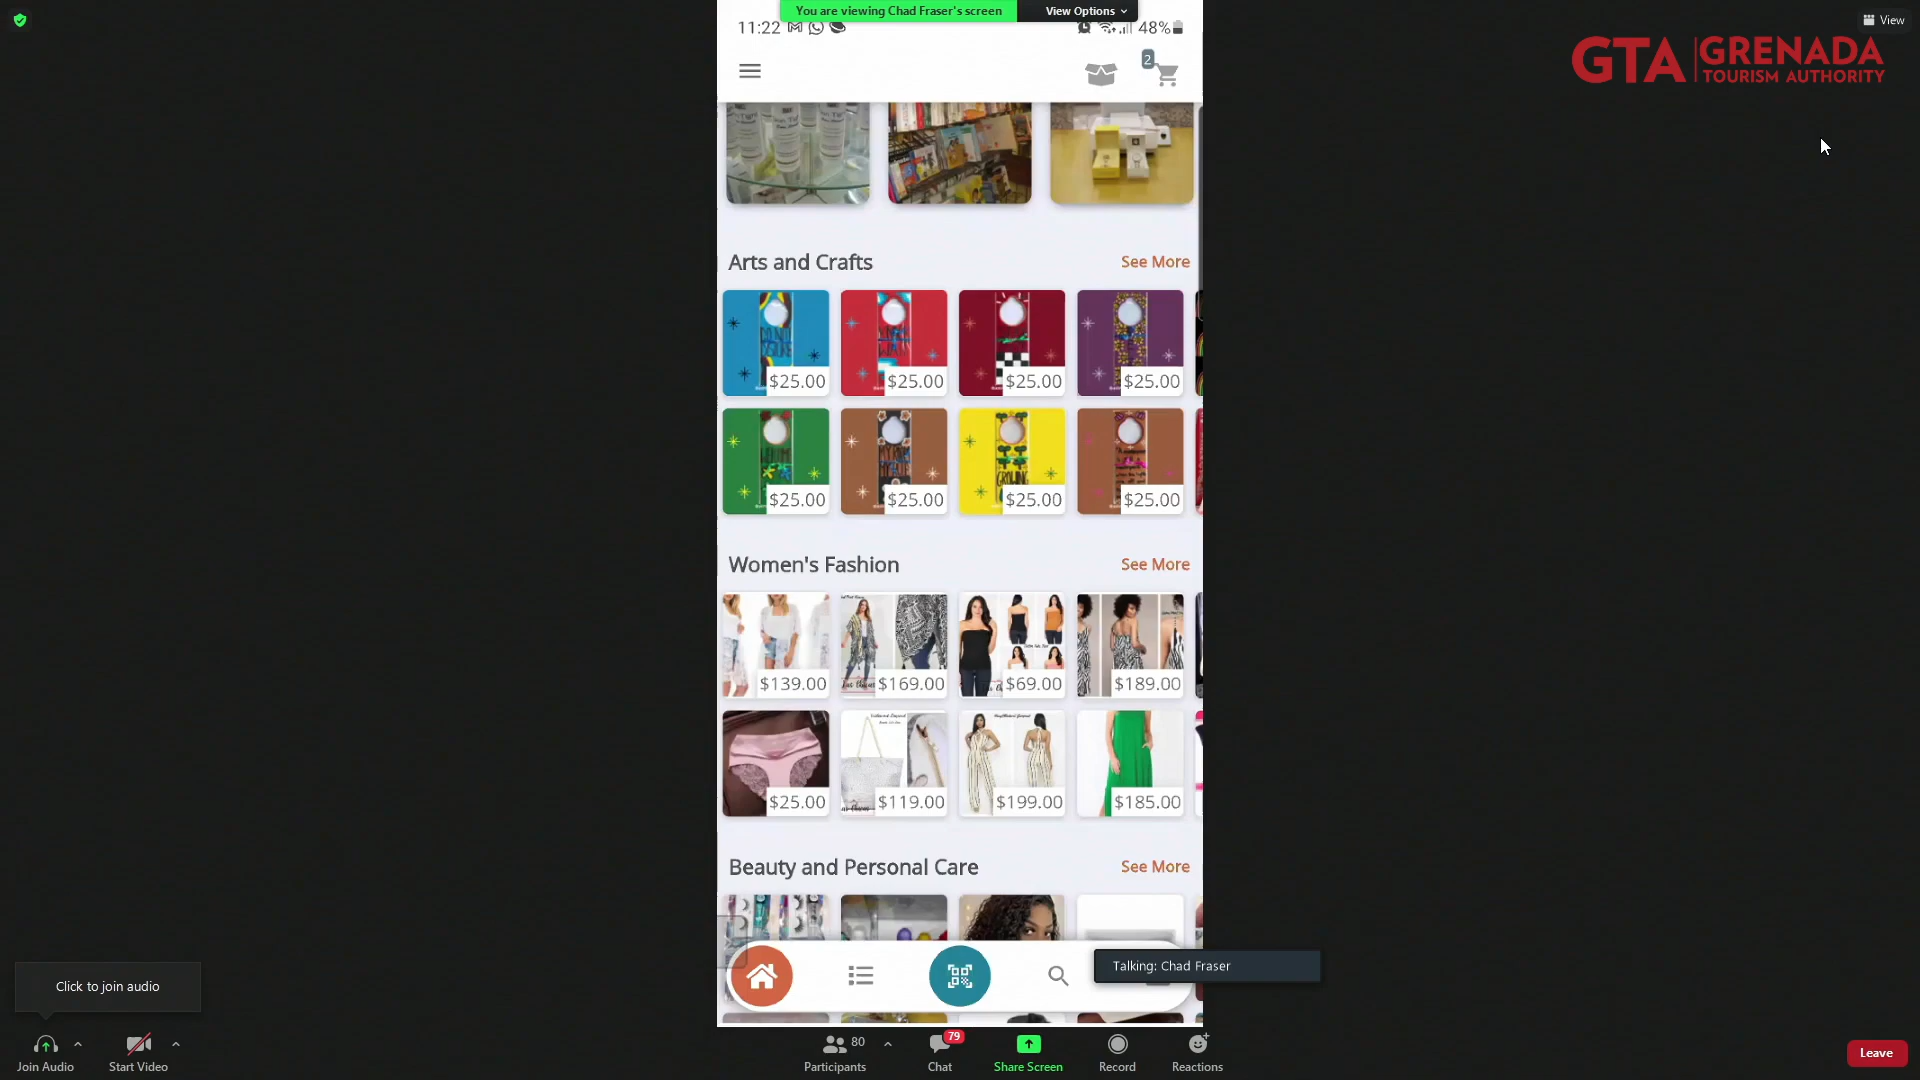 You are viewing Chad Fraser's screen
View Options
View
11:22
48%
GTA GRENADA
TOURISM AUTHORITY
2
Arts and Crafts
See More
$25.00
$25.00
$25.00
$25.00
$25.00
$25.00
GROWING
$25.00
$25.00
Women's Fashion
See More
$139.00
$169.00
$69.00
$189.00
$25.00
$119.00
$199.00
$185.00
Beauty and Personal Care
See More
Talking: Chad Fraser
Click to join audio
Join Audio
Start Video
80
Participants
79
Chat
Share Screen
Record
Reactions
Leave